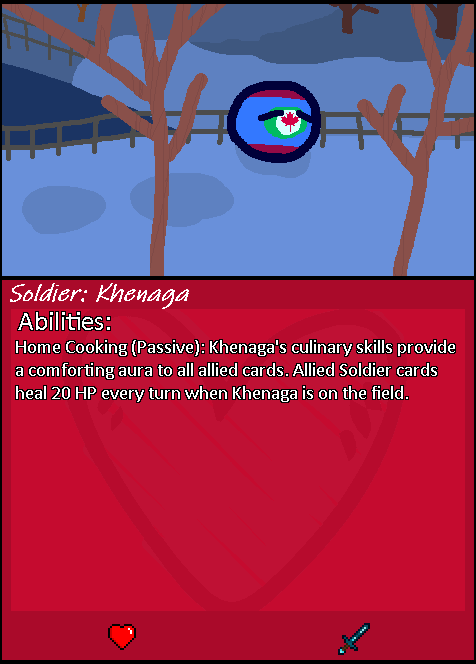 Soldier: Khenaga
Abilities:
Home Cooking (Passive): Khenaga's culinary skills provide
a comforting aura to all allied cards. Allied Soldier cards
heal 20 HP every turn when Khenaga is on the field.